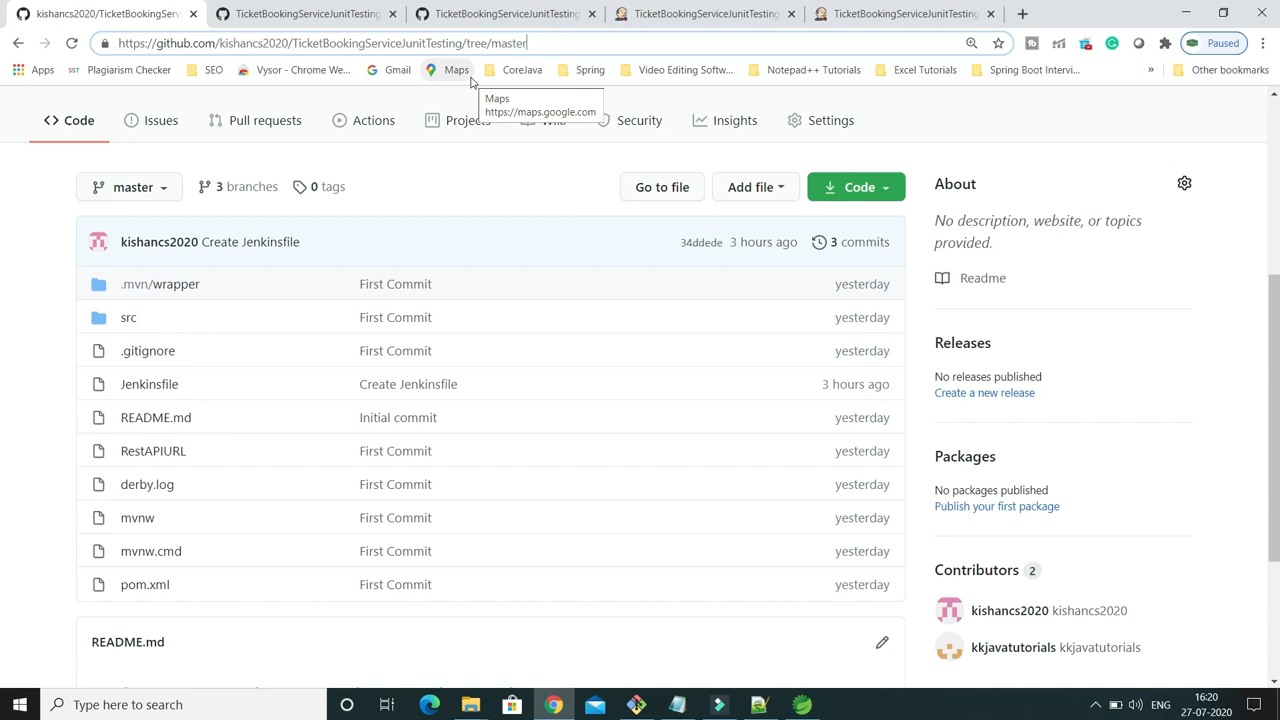 kishancs2020/TicketBookingServ
TicketBookingServiceJunitTesting
TicketBookingServiceJunitTesting
TicketBookingServiceJunitTesting
TicketBookingServiceJunitTesting
https://github.com/kishancs2020/TicketBookingServiceJunitTesting/tree/master
Paused
Apps
SST Plagiarism Checker
SEO
Vysor - Chrome We...
Gmail
Maps
CoreJava
Spring
Video Editing Softw...
Notepad++ Tutorials
Excel Tutorials
Spring Boot Intervi...
»
Other bookmarks
Maps
https://maps.google.com
Code
Issues
Pull requests
Actions
Projects
Wiki
Security
Insights
Settings
master
3 branches
0 tags
Go to file
Add file
Code
kishancs2020 Create Jenkinsfile
34ddede 3 hours ago
3 commits
.mvn/wrapper First Commit yesterday
src First Commit yesterday
.gitignore First Commit yesterday
Jenkinsfile Create Jenkinsfile 3 hours ago
README.md Initial commit yesterday
RestAPIURL First Commit yesterday
derby.log First Commit yesterday
mvnw First Commit yesterday
mvnw.cmd First Commit yesterday
pom.xml First Commit yesterday
README.md
About
No description, website, or topics
provided.
Readme
Releases
No releases published
Create a new release
Packages
No packages published
Publish your first package
Contributors 2
kishancs2020 kishancs2020
kkjavatutorials kkjavatutorials
Type here to search
ENG
16:20
27-07-2020